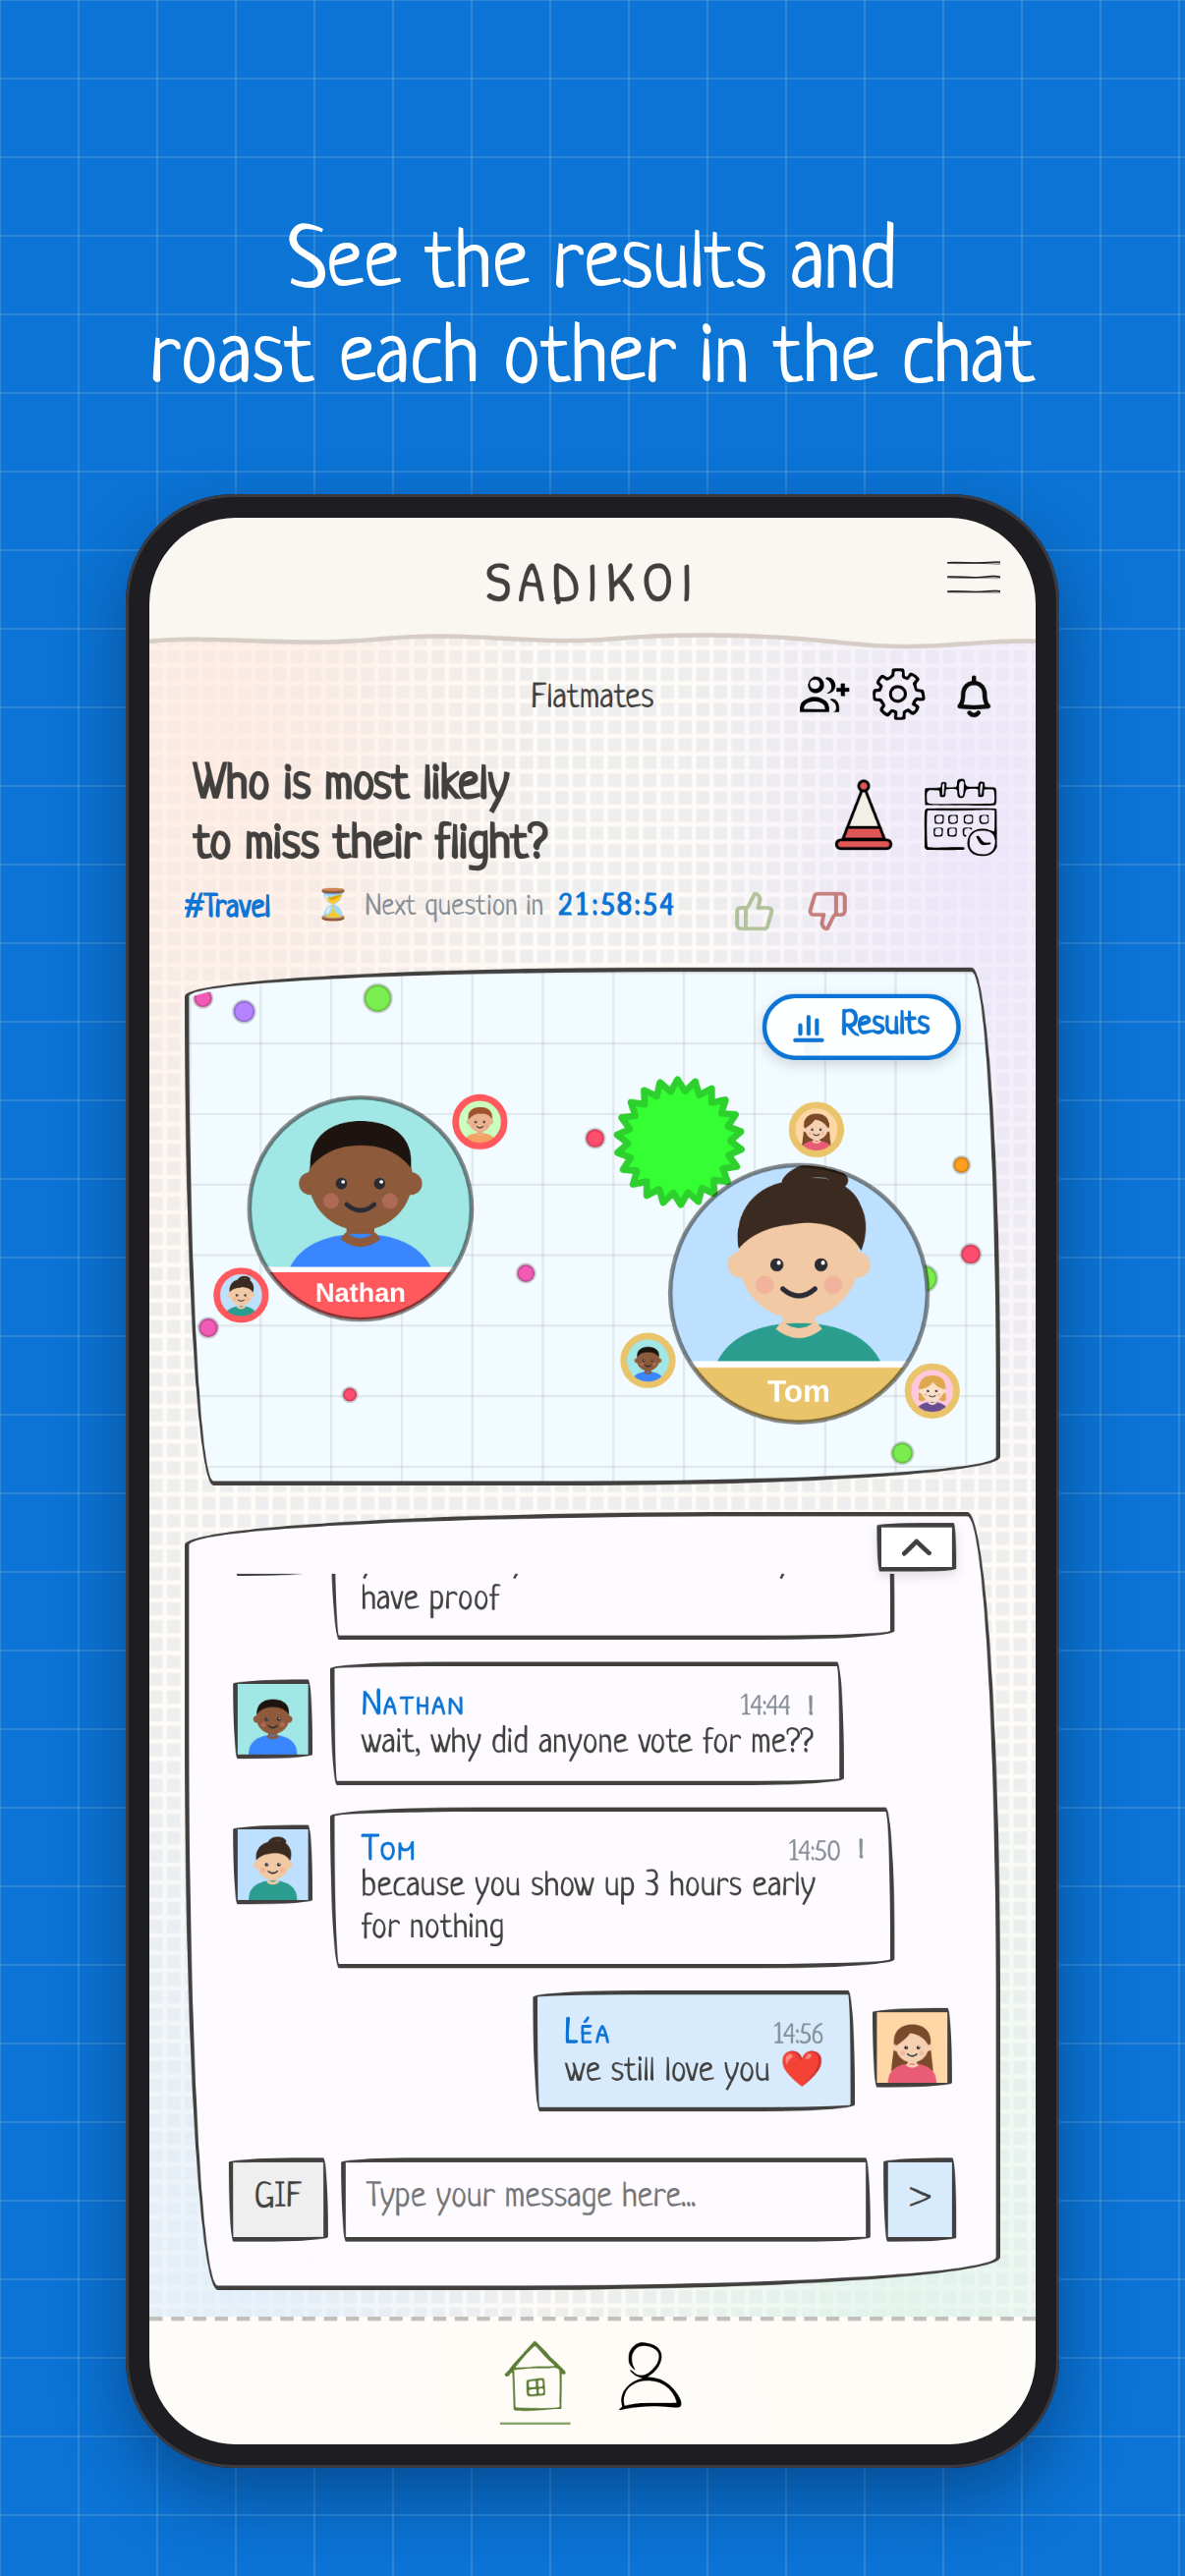 See the results and
roast each other in the chat
SADIKOI
Flatmates
Who is most likely
to miss their flight?
#Travel ⏳ Next question in 21:58:54
Results
Nathan
Tom
have proof
Nathan 14:44 !
wait, why did anyone vote for me??
Tom 14:50 !
because you show up 3 hours early
for nothing
Léa 14:56
we still love you ❤️
GIF Type your message here... >